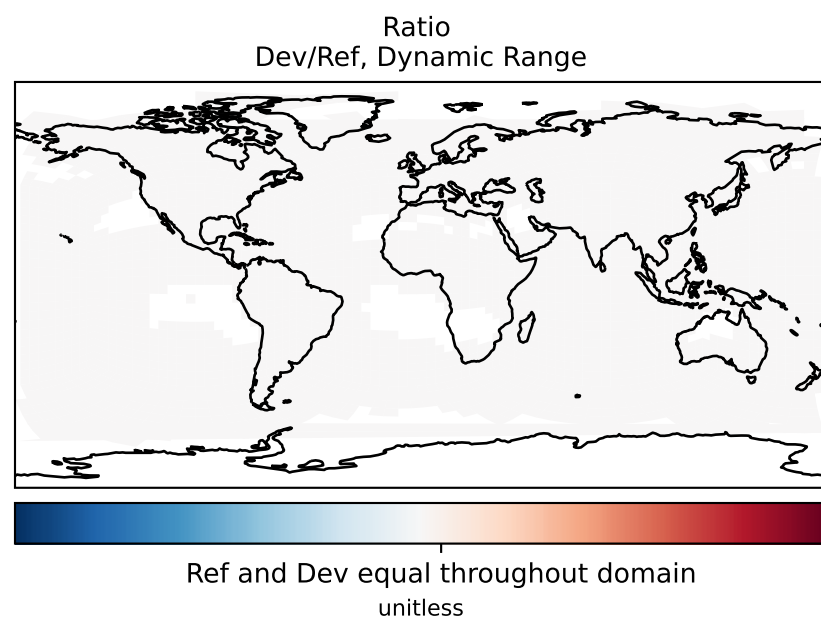 Ratio
Dev/Ref, Dynamic Range
Ref and Dev equal throughout domain
unitless